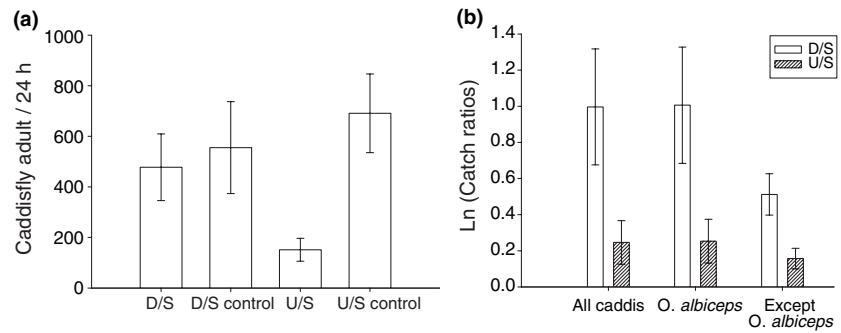 (a)
Caddisfly adult / 24 h
1000
800
600
400
200
0
D/S D/S control U/S U/S control
(b)
Ln (Catch ratios)
1.4
1.2
1.0
0.8
0.6
0.4
0.2
0.0
D/S
U/S
All caddis O. albiceps Except
O. albiceps